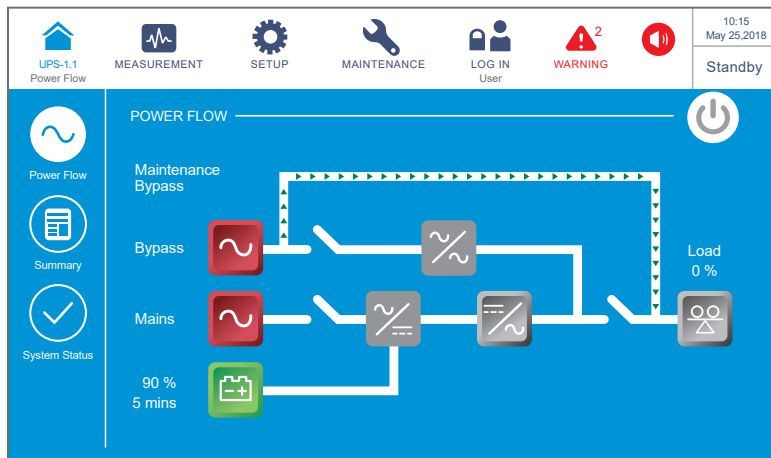 UPS-1.1
Power Flow
MEASUREMENT
SETUP
MAINTENANCE
LOG IN
User
2
WARNING
10:15
May 25,2018
Standby
POWER FLOW
Power Flow
Summary
System Status
Maintenance
Bypass
Bypass
Mains
90 %
5 mins
Load
0 %